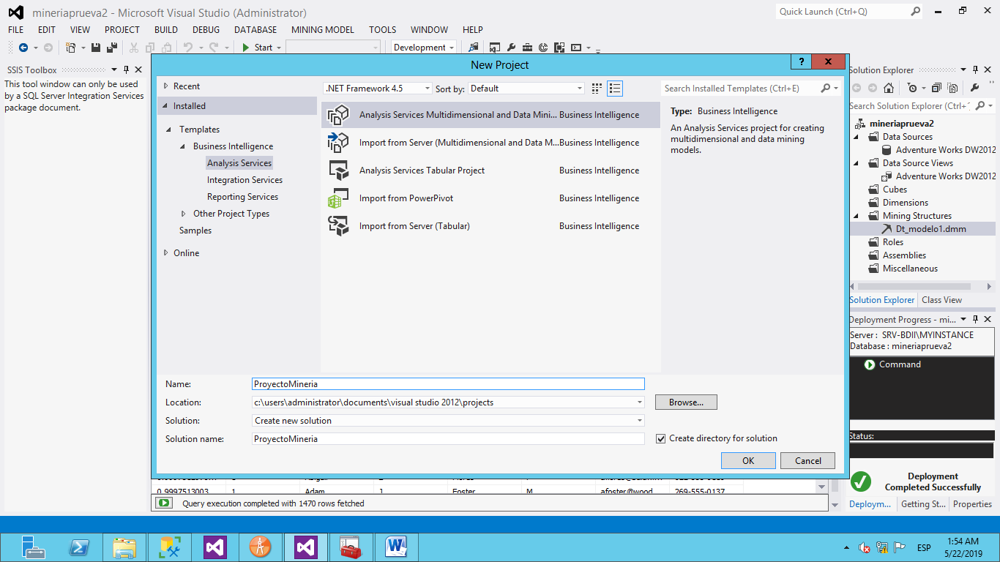 mineriaprueva2 - Microsoft Visual Studio (Administrator)
Quick Launch (Ctrl+Q)
FILE EDIT VIEW PROJECT BUILD DEBUG DATABASE MINING MODEL TOOLS WINDOW HELP
Start
Development
SSIS Toolbox
This tool window can only be used
by a SQL Server Integration Services
package document.
New Project
?
Recent
Installed
Templates
Business Intelligence
Analysis Services
Integration Services
Reporting Services
Other Project Types
Samples
Online
.NET Framework 4.5
Sort by: Default
Search Installed Templates (Ctrl+E)
Analysis Services Multidimensional and Data Mini... Business Intelligence
Import from Server (Multidimensional and Data M... Business Intelligence
Analysis Services Tabular Project Business Intelligence
Import from PowerPivot Business Intelligence
Import from Server (Tabular) Business Intelligence
Type: Business Intelligence
An Analysis Services project for creating
multidimensional and data mining
models.
Name: ProyectoMineria
Location: c:\users\administrator\documents\visual studio 2012\projects
Browse...
Solution: Create new solution
Solution name: ProyectoMineria
Create directory for solution
OK
Cancel
0.9997513003 1 Adam J Foster M afoster@wood 269-555-0137
Query execution completed with 1470 rows fetched
Solution Explorer
Search Solution Explorer (Ctrl+
mineriaprueva2
Data Sources
Adventure Works DW2012
Data Source Views
Adventure Works DW2012
Cubes
Dimensions
Mining Structures
Dt_modelo1.dmm
Roles
Assemblies
Miscellaneous
Solution Explorer Class View
Deployment Progress - mi...
Server : SRV-BDII\MYINSTANCE
Database : mineriaprueva2
Command
Status:
Deployment
Completed Successfully
Deploym... Getting St... Properties
ESP
1:54 AM
5/22/2019